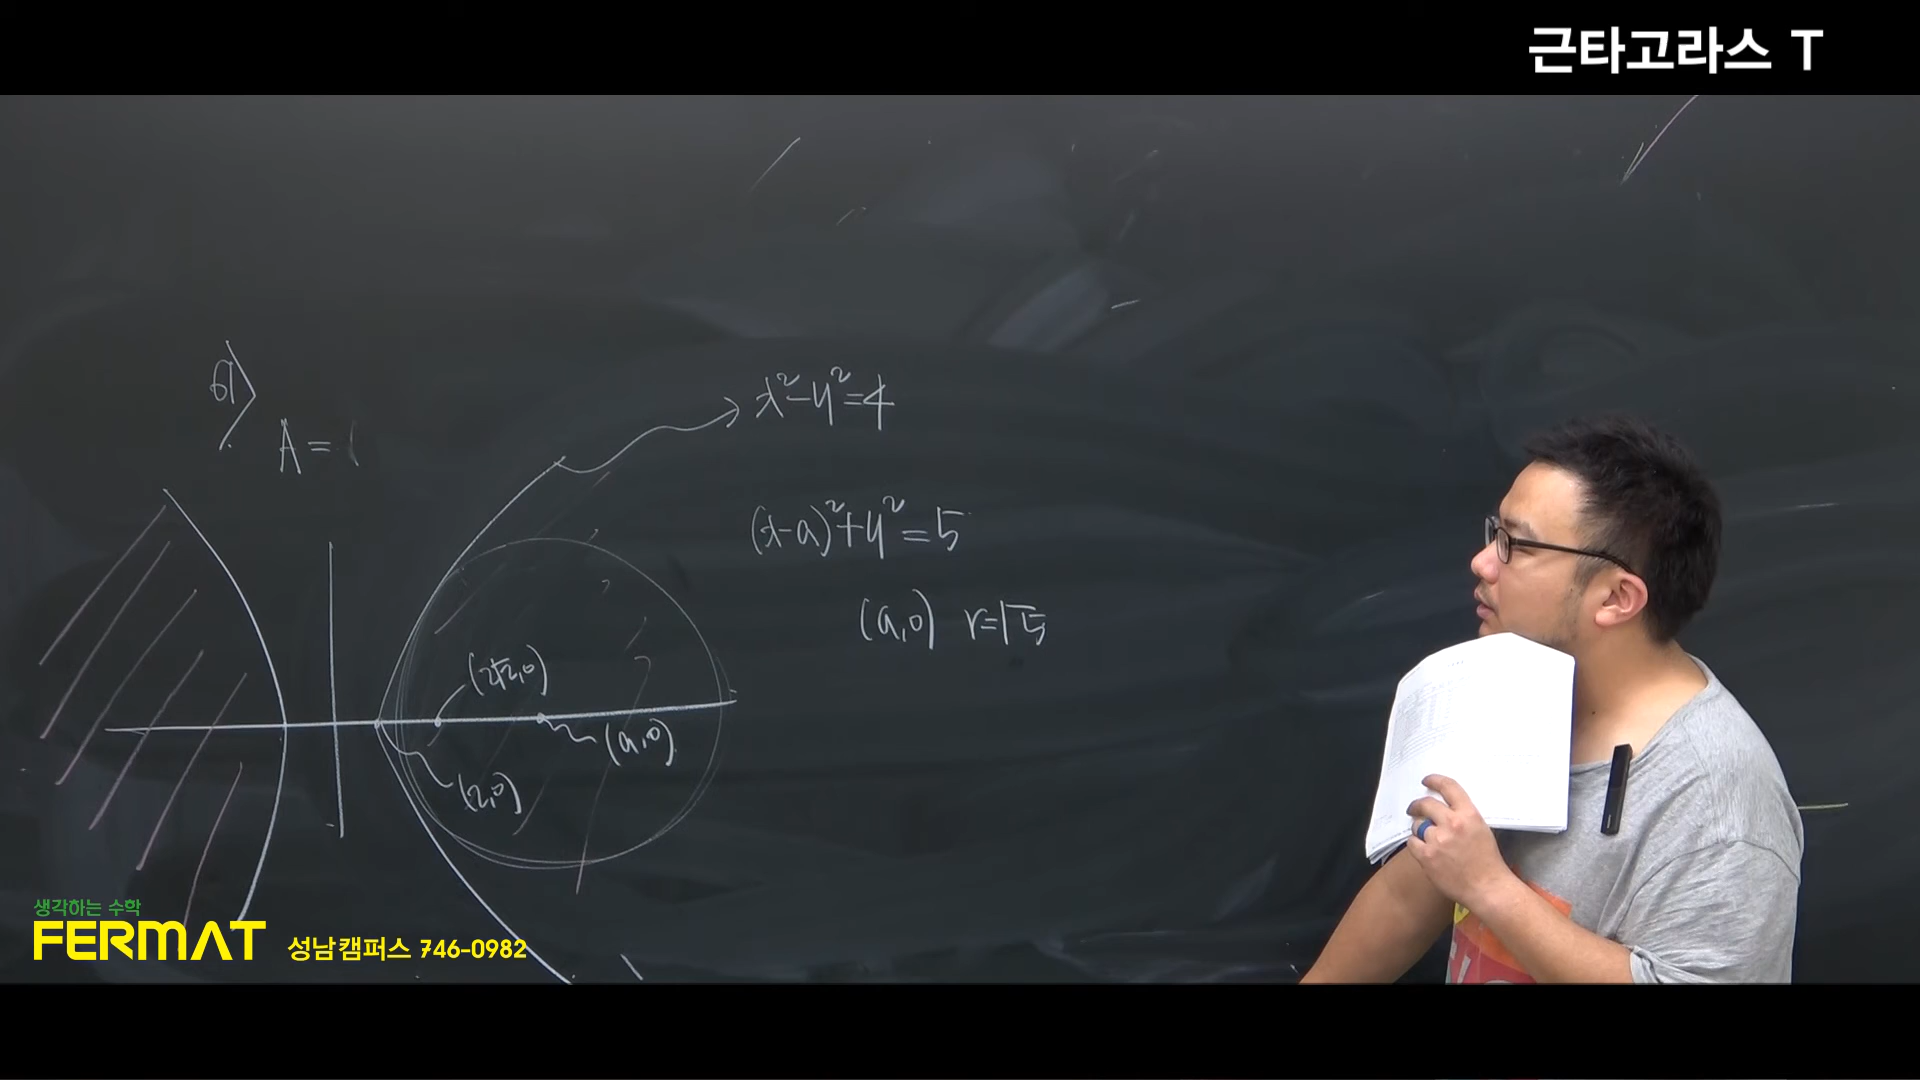 근타고라스 T
61>
A =
x²-y²=4
(x-a)²+y²=5
(a,0) r=√5
(2√2,0)
(a,0)
(2,0)
생각하는 수학
FERMAT 성남캠퍼스 746-0982